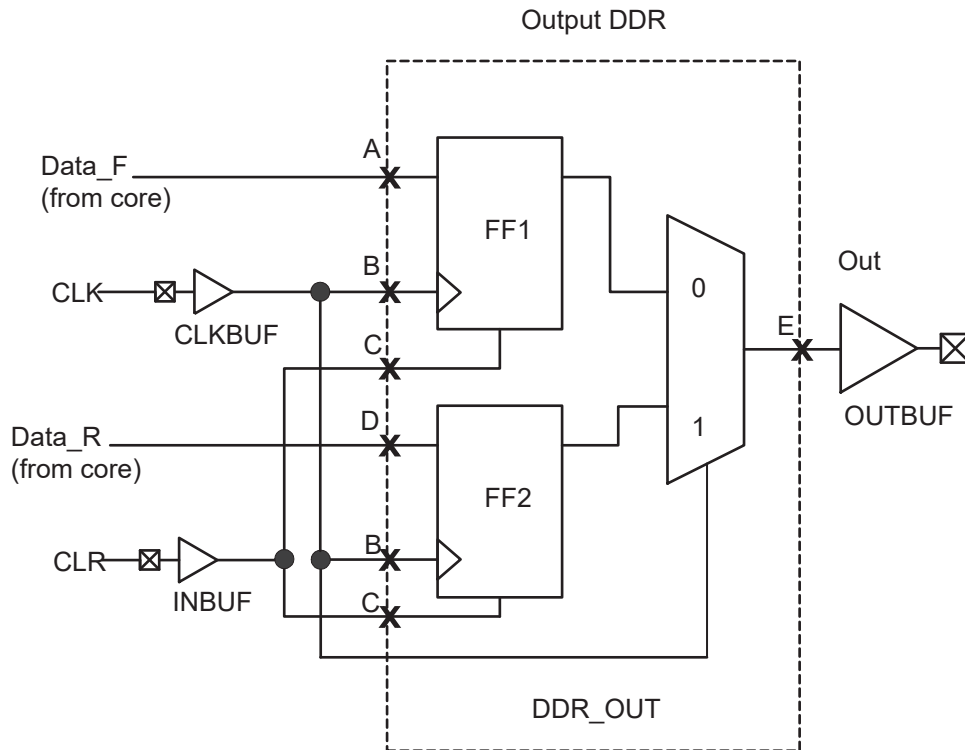 Output DDR
A
Data_F
(from core)
FF1
B
CLK
CLKBUF
C
0
Out
E
OUTBUF
D
Data_R
(from core)
1
FF2
B
CLR
INBUF
C
DDR_OUT